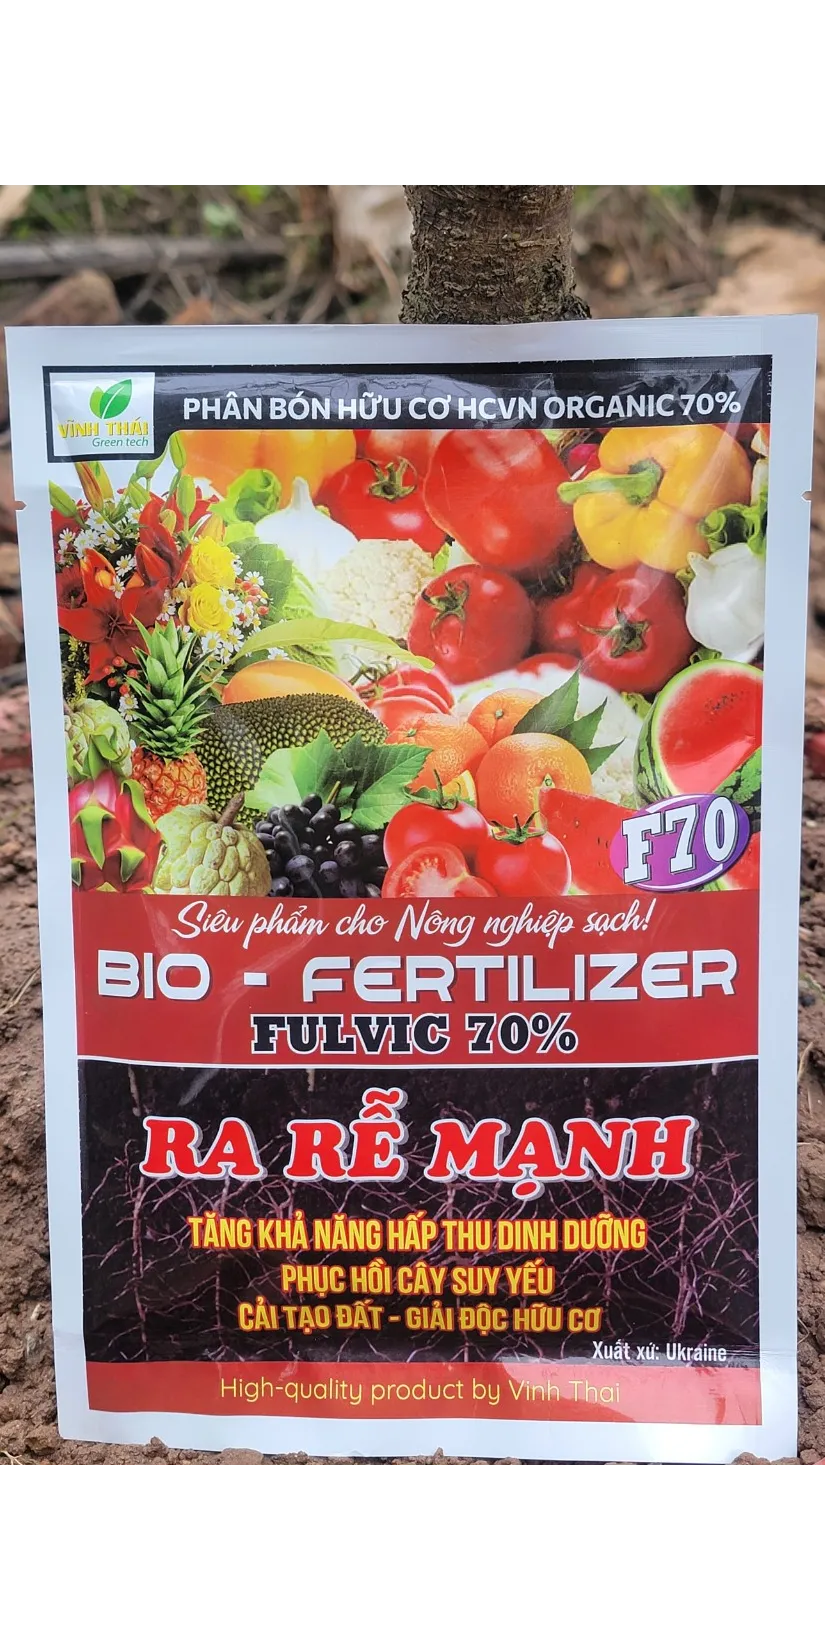 VĨNH THÁI
Green tech
PHÂN BÓN HỮU CƠ HCVN ORGANIC 70%
F70
Siêu phẩm cho Nông nghiệp sạch!
BIO - FERTILIZER
FULVIC 70%
RA RỄ MẠNH
TĂNG KHẢ NĂNG HẤP THU DINH DƯỠNG
PHỤC HỒI CÂY SUY YẾU
CẢI TẠO ĐẤT - GIẢI ĐỘC HỮU CƠ
Xuất xứ: Ukraine
High-quality product by Vinh Thai